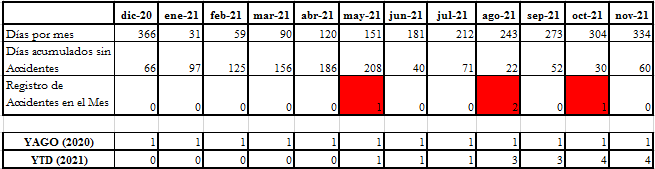 dic-20 ene-21 feb-21 mar-21 abr-21 may-21 jun-21 jul-21 ago-21 sep-21 oct-21 nov-21
Días por mes 366 31 59 90 120 151 181 212 243 273 304 334
Días acumulados sin
Accidentes 66 97 125 156 186 208 40 71 22 52 30 60
Registro de
Accidentes en el Mes 0 0 0 0 0 1 0 0 2 0 1 0
YAGO (2020) 1 1 1 1 1 1 1 1 1 1 1 1
YTD (2021) 0 0 0 0 0 1 1 1 3 3 4 4